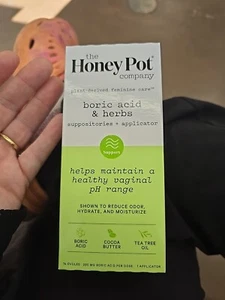 the
Honey Pot
company
plant-derived feminine care™
boric acid
& herbs
suppositories + applicator
helps maintain a
healthy vaginal
pH range
SHOWN TO REDUCE ODOR,
HYDRATE, AND MOISTURIZE
BORIC
ACID
COCOA
BUTTER
TEA TREE
OIL